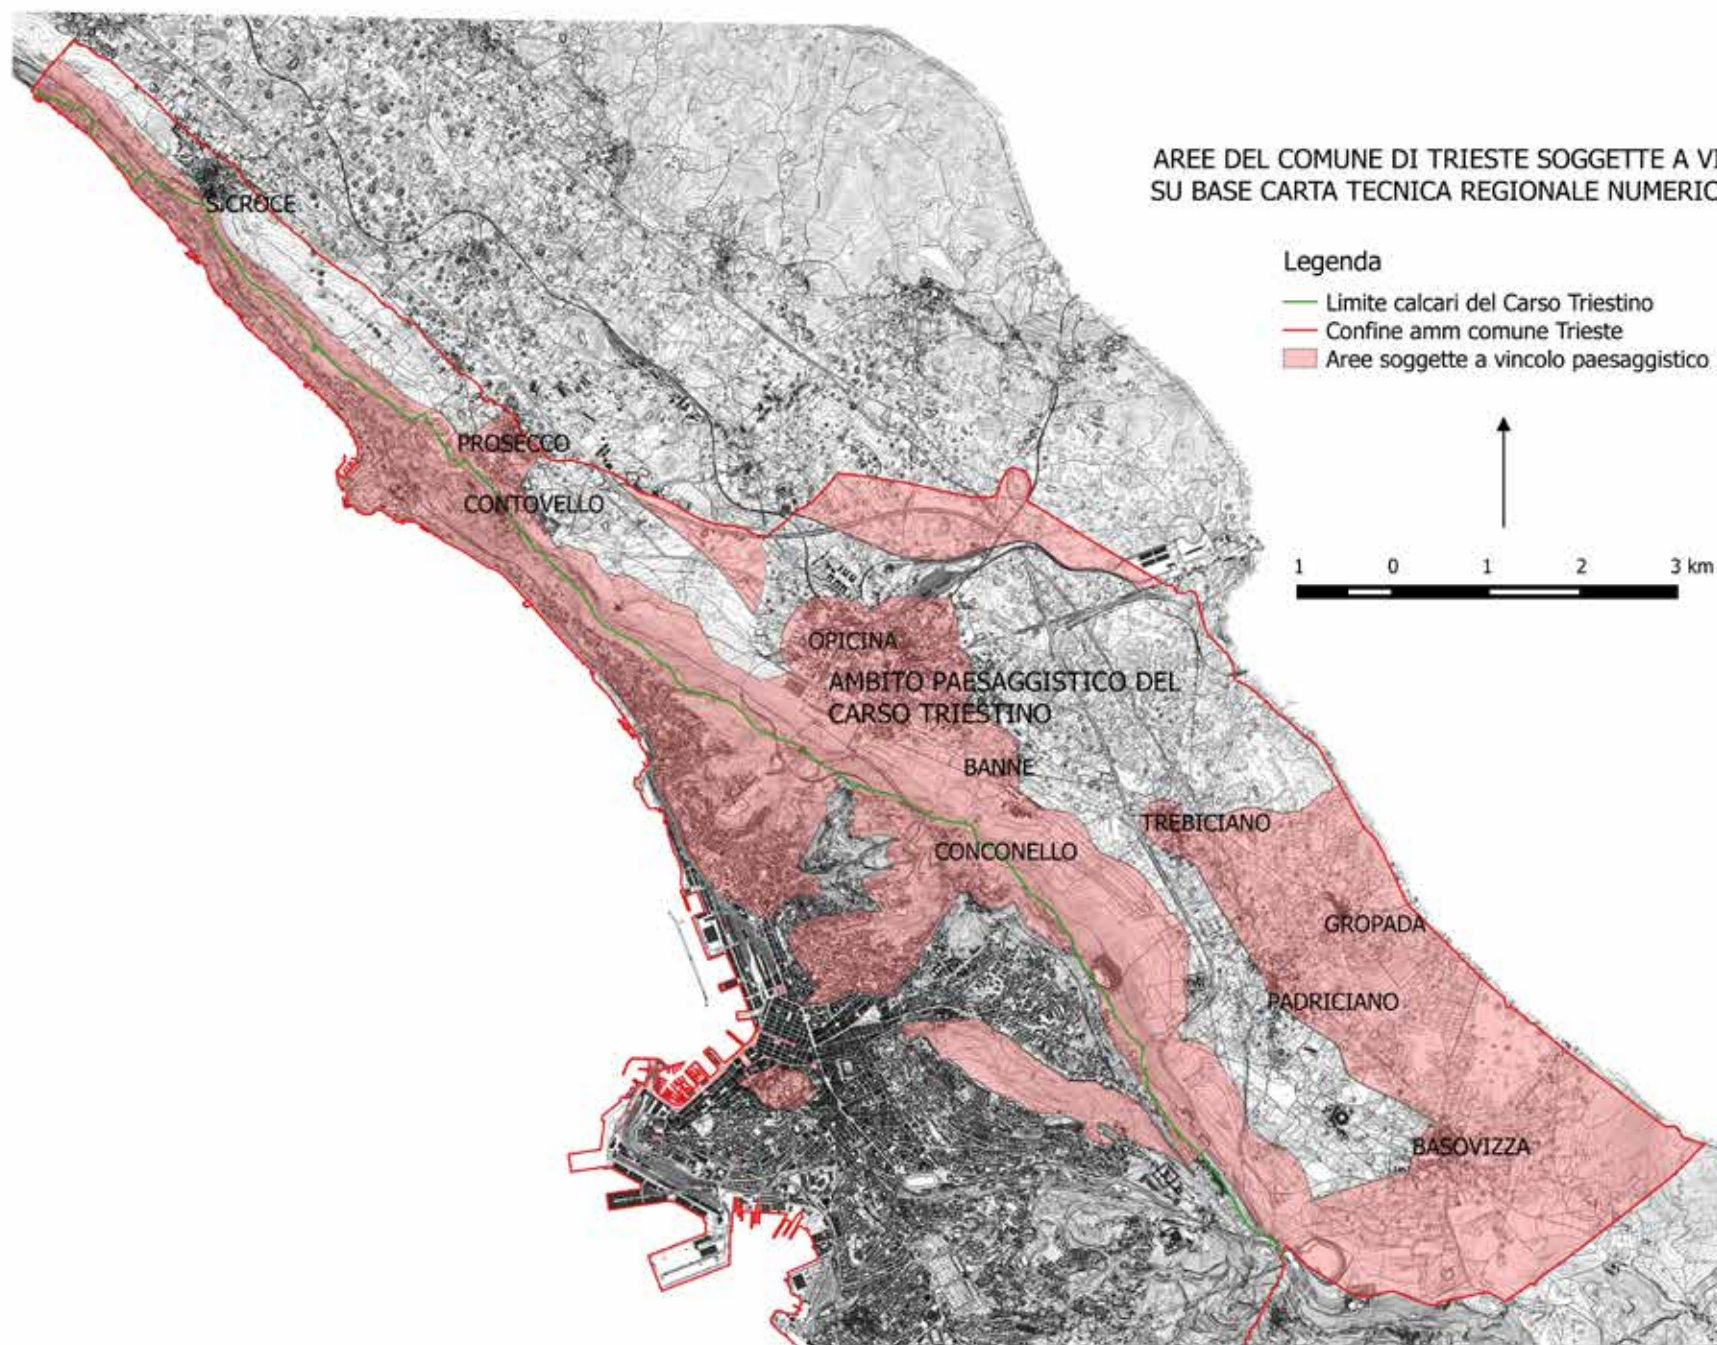 AREE DEL COMUNE DI TRIESTE SOGGETTE A VI
SU BASE CARTA TECNICA REGIONALE NUMERIC
Legenda
Limite calcari del Carso Triestino
Confine amm comune Trieste
Aree soggette a vincolo paesaggistico
1 0 1 2 3 km
S.CROCE
PROSECCO
CONTOVELLO
OPICINA
AMBITO PAESAGGISTICO DEL
CARSO TRIESTINO
BANNE
TREBICIANO
CONCONELLO
GROPADA
PADRICIANO
BASOVIZZA